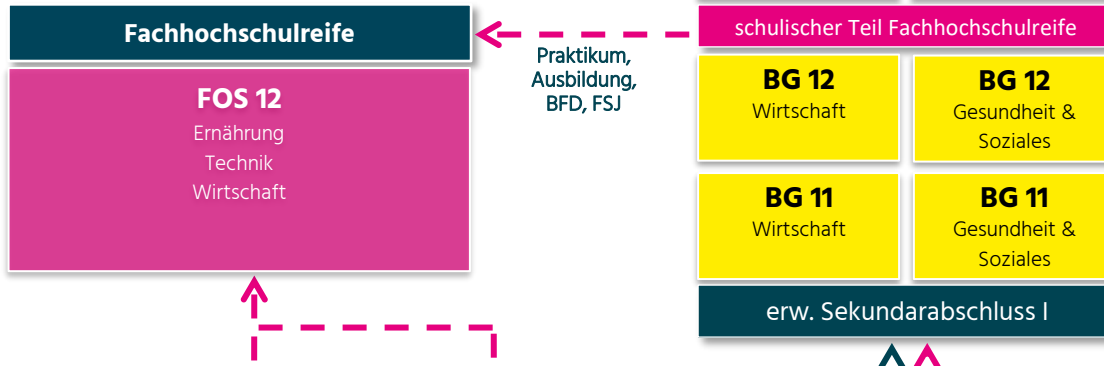 Fachhochschulreife
FOS 12
Ernährung
Technik
Wirtschaft
Praktikum,
Ausbildung,
BFD, FSJ
schulischer Teil Fachhochschulreife
BG 12
Wirtschaft
BG 12
Gesundheit &
Soziales
BG 11
Wirtschaft
BG 11
Gesundheit &
Soziales
erw. Sekundarabschluss I